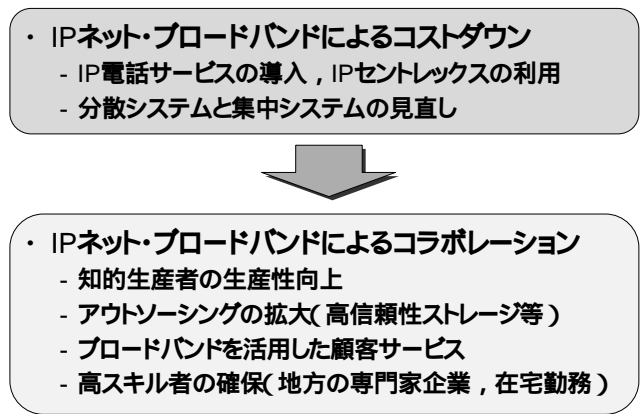 ・ IPネット・ブロードバンドによるコストダウン
- IP電話サービスの導入，IPセントレックスの利用
- 分散システムと集中システムの見直し
・ IPネット・ブロードバンドによるコラボレーション
- 知的生産者の生産性向上
- アウトソーシングの拡大（高信頼性ストレージ等）
- ブロードバンドを活用した顧客サービス
- 高スキル者の確保（地方の専門家企業，在宅勤務）